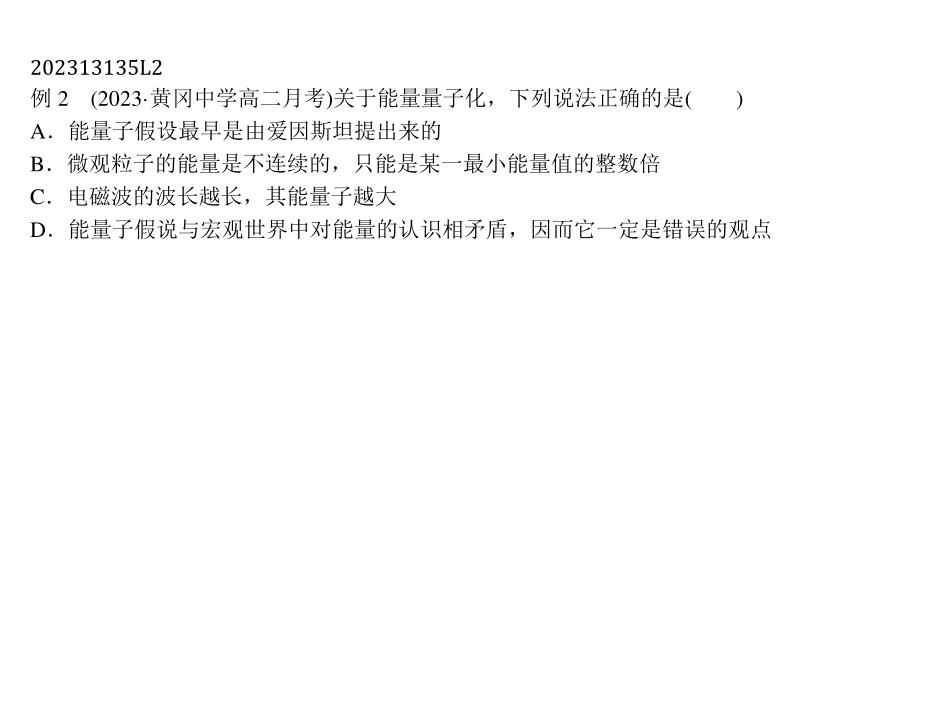 202313135L2
例 2　(2023·黄冈中学高二月考)关于能量量子化，下列说法正确的是(　　)
A．能量子假设最早是由爱因斯坦提出来的
B．微观粒子的能量是不连续的，只能是某一最小能量值的整数倍
C．电磁波的波长越长，其能量子越大
D．能量子假说与宏观世界中对能量的认识相矛盾，因而它一定是错误的观点